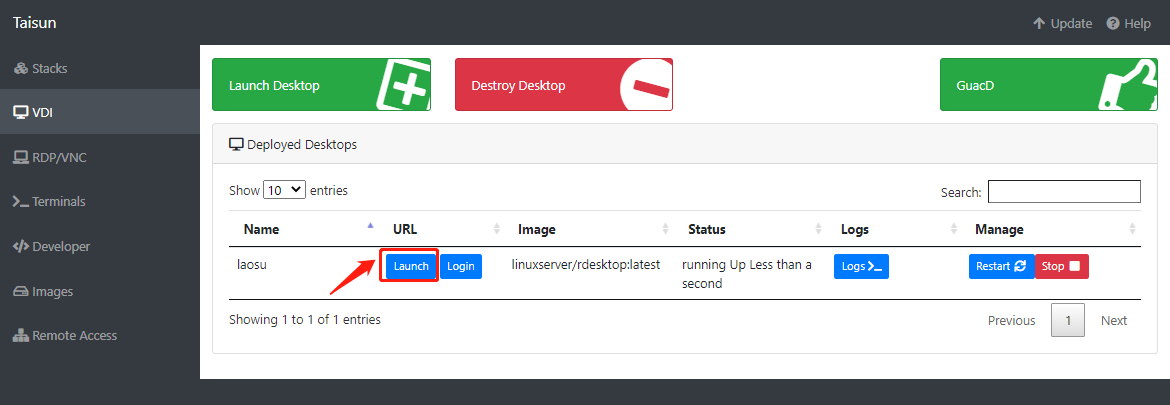 Taisun
Update Help
Stacks
VDI
RDP/VNC
Terminals
Developer
Images
Remote Access
Launch Desktop
Destroy Desktop
GuacD
Deployed Desktops
Show 10 entries
Search:
Name URL Image Status Logs Manage
laosu Launch Login linuxserver/rdesktop:latest running Up Less than a Logs Restart Stop
second
Showing 1 to 1 of 1 entries
Previous 1 Next